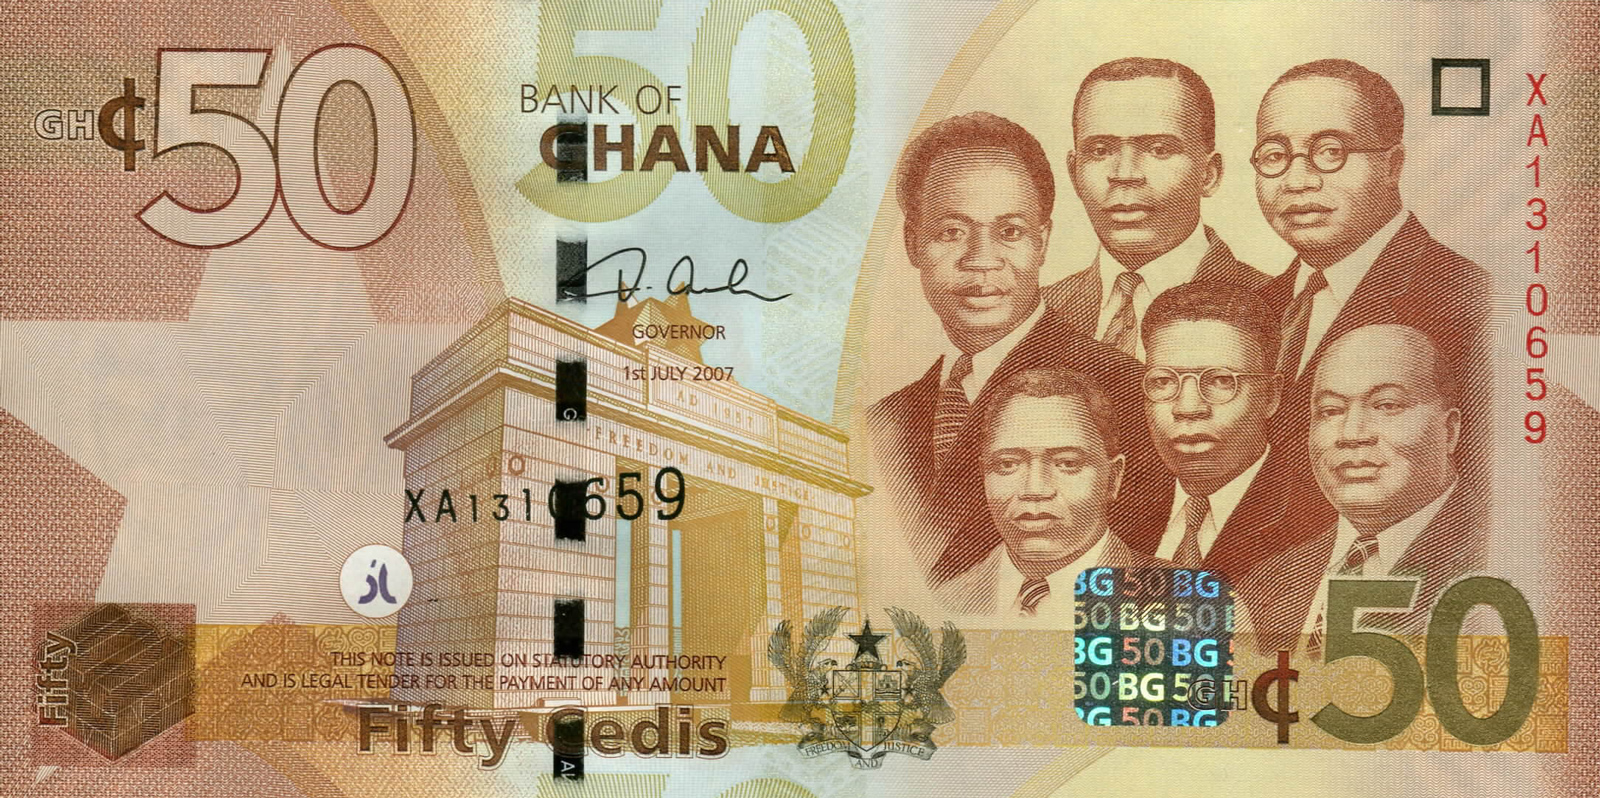 GH¢50
BANK OF
GHANA
50
GOVERNOR
1st JULY 2007
AD 1957
FREEDOM AND JUSTICE
XA1310659
XA1310659
THIS NOTE IS ISSUED ON STATUTORY AUTHORITY
AND IS LEGAL TENDER FOR THE PAYMENT OF ANY AMOUNT
Fifty
Fifty Cedis
FREEDOM AND JUSTICE
BG 50 BG
50 BG 50
BG 50 BG
50 BG 5
G 50 BG
GH¢50